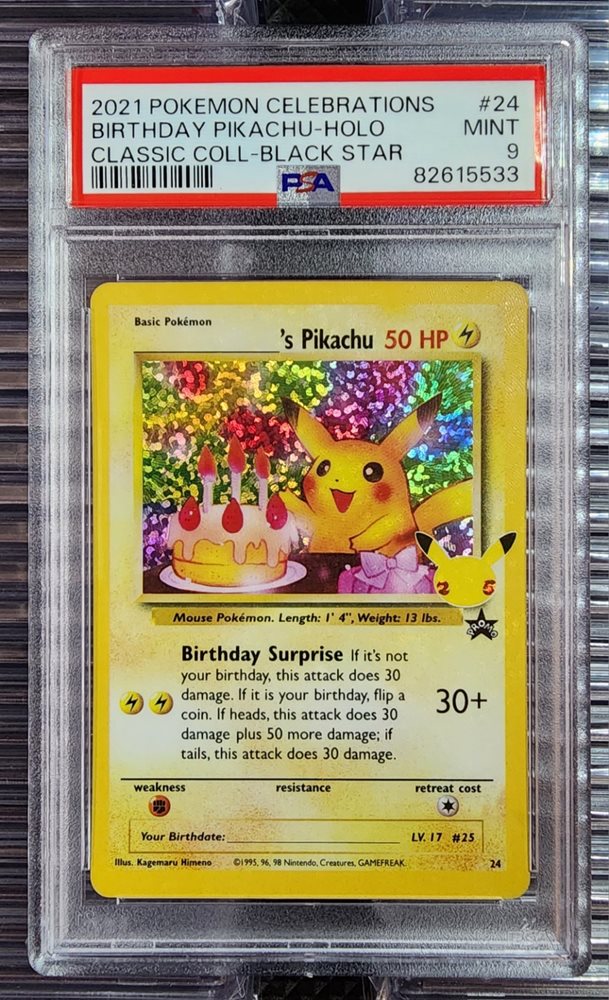 2021 POKEMON CELEBRATIONS #24
BIRTHDAY PIKACHU-HOLO MINT
CLASSIC COLL-BLACK STAR 9
PSA 82615533
Basic Pokémon
's Pikachu 50 HP
25
Mouse Pokémon. Length: 1' 4", Weight: 13 lbs.
PROMO
Birthday Surprise If it's not
your birthday, this attack does 30
damage. If it is your birthday, flip a
coin. If heads, this attack does 30
damage plus 50 more damage; if
tails, this attack does 30 damage.
30+
weakness resistance retreat cost
Your Birthdate: LV. 17 #25
Illus. Kagemaru Himeno ©1995, 96, 98 Nintendo, Creatures, GAMEFREAK. 24